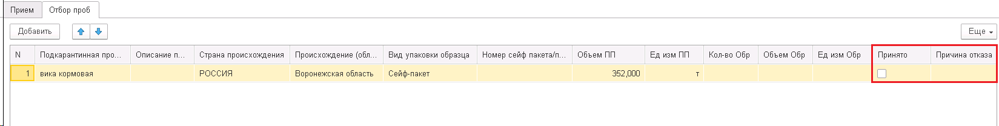 Прием Отбор проб
Добавить Еще
N Подкарантинная про... Описание п... Страна происхождения Происхождение (обл... Вид упаковки образца Номер сейф пакета/п... Объем ПП Ед изм ПП Кол-во Обр Объем Обр Ед изм Обр Принято Причина отказа
1 вика кормовая РОССИЯ Воронежская область Сейф-пакет 352,000 т